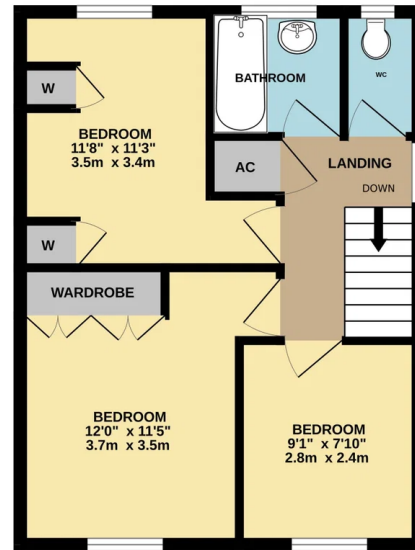 W
BATHROOM
WC
BEDROOM
11'8" x 11'3"
3.5m x 3.4m
AC
LANDING
DOWN
W
WARDROBE
BEDROOM
12'0" x 11'5"
3.7m x 3.5m
BEDROOM
9'1" x 7'10"
2.8m x 2.4m